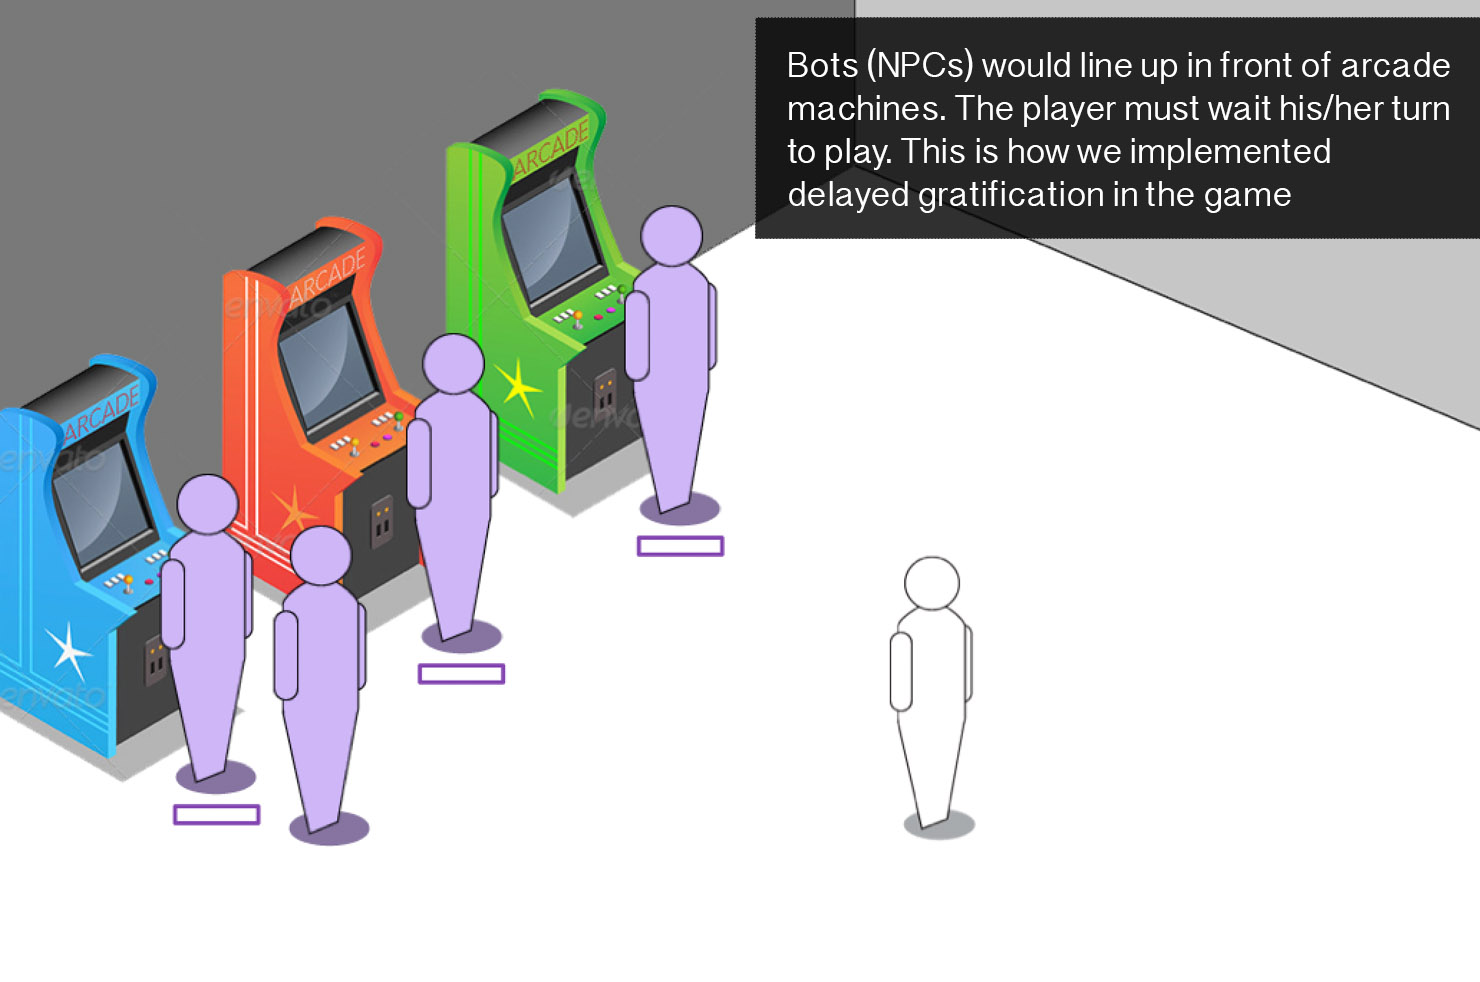 Bots (NPCs) would line up in front of arcade
machines. The player must wait his/her turn
to play. This is how we implemented
delayed gratification in the game
ARCADE
ARCADE
ARCADE
envato
envato
envato